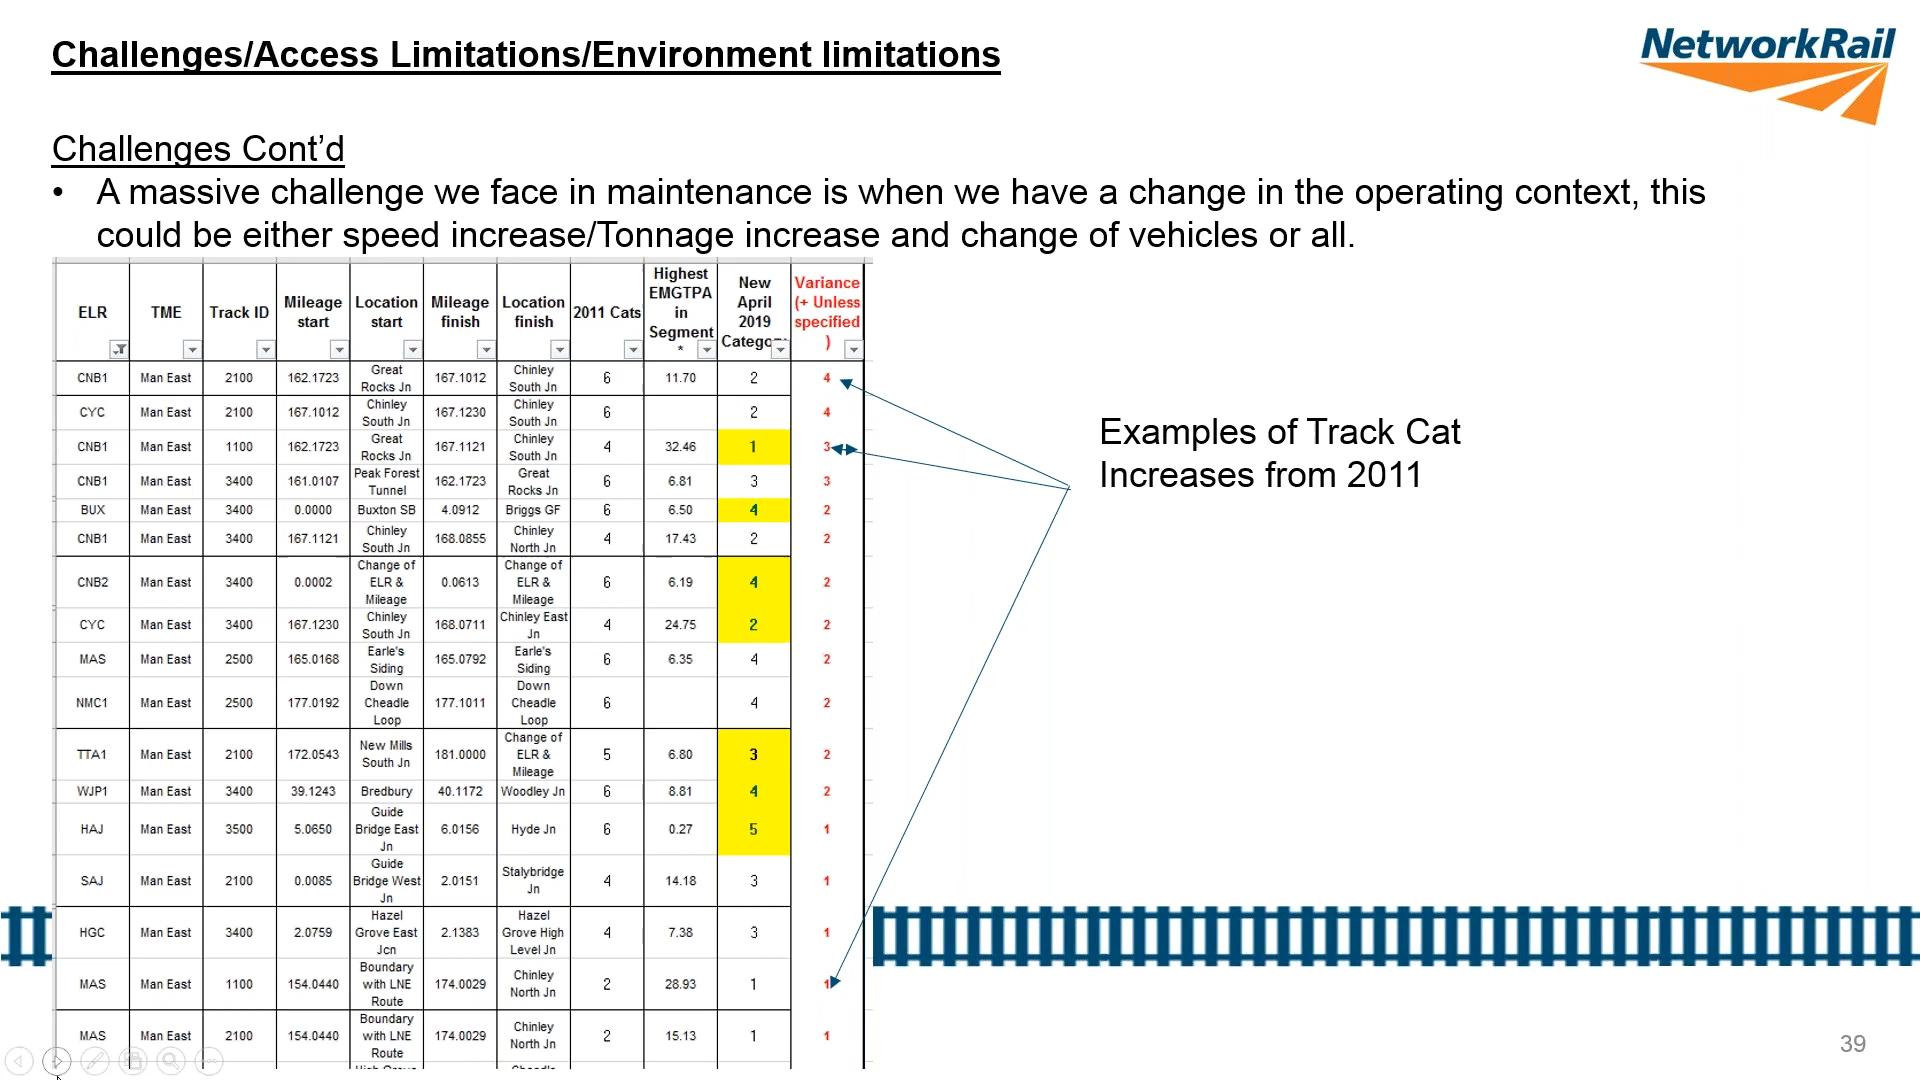 Challenges/Access Limitations/Environment limitations
NetworkRail
Challenges Cont’d
• A massive challenge we face in maintenance is when we have a change in the operating context, this
could be either speed increase/Tonnage increase and change of vehicles or all.
ELR TME Track ID Mileage start Location start Mileage finish Location finish 2011 Cats Highest EMGTPA in Segment * New April 2019 Variance (+ Unless specified )
CNB1 Man East 2100 162.1723 Great Rocks Jn 167.1012 Chinley South Jn 6 11.70 2 4
CYC Man East 2100 167.1012 Chinley South Jn 167.1230 Chinley South Jn 6 2 4
CNB1 Man East 1100 162.1723 Great Rocks Jn 167.1121 Chinley South Jn 4 32.46 1 3
CNB1 Man East 3400 161.0107 Peak Forest Tunnel 162.1723 Great Rocks Jn 6 6.81 3 3
BUX Man East 3400 0.0000 Buxton SB 4.0912 Briggs GF 6 6.50 4 2
CNB1 Man East 3400 167.1121 Chinley South Jn 168.0855 Chinley North Jn 4 17.43 2 2
CNB2 Man East 3400 0.0002 Change of ELR & Mileage 0.0613 Change of ELR & Mileage 6 6.19 4 2
CYC Man East 3400 167.1230 Chinley South Jn 168.0711 Chinley East Jn 4 24.75 2 2
MAS Man East 2500 165.0168 Earle's Siding 165.0792 Earle's Siding 6 6.35 4 2
NMC1 Man East 2500 177.0192 Down Cheadle Loop 177.1011 Down Cheadle Loop 6 4 2
TTA1 Man East 2100 172.0543 New Mills South Jn 181.0000 Change of ELR & Mileage 5 6.80 3 2
WJP1 Man East 3400 39.1243 Bredbury 40.1172 Woodley Jn 6 8.81 4 2
HAJ Man East 3500 5.0650 Guide Bridge East Jn 6.0156 Hyde Jn 6 0.27 5 1
SAJ Man East 2100 0.0085 Guide Bridge West Jn 2.0151 Stalybridge Jn 4 14.18 3 1
HGC Man East 3400 2.0759 Hazel Grove East Jcn 2.1383 Hazel Grove High Level Jn 4 7.38 3 1
MAS Man East 1100 154.0440 Boundary with LNE Route 174.0029 Chinley North Jn 2 28.93 1 1
MAS Man East 2100 154.0440 Boundary with LNE Route 174.0029 Chinley North Jn 2 15.13 1 1
Examples of Track Cat
Increases from 2011
39